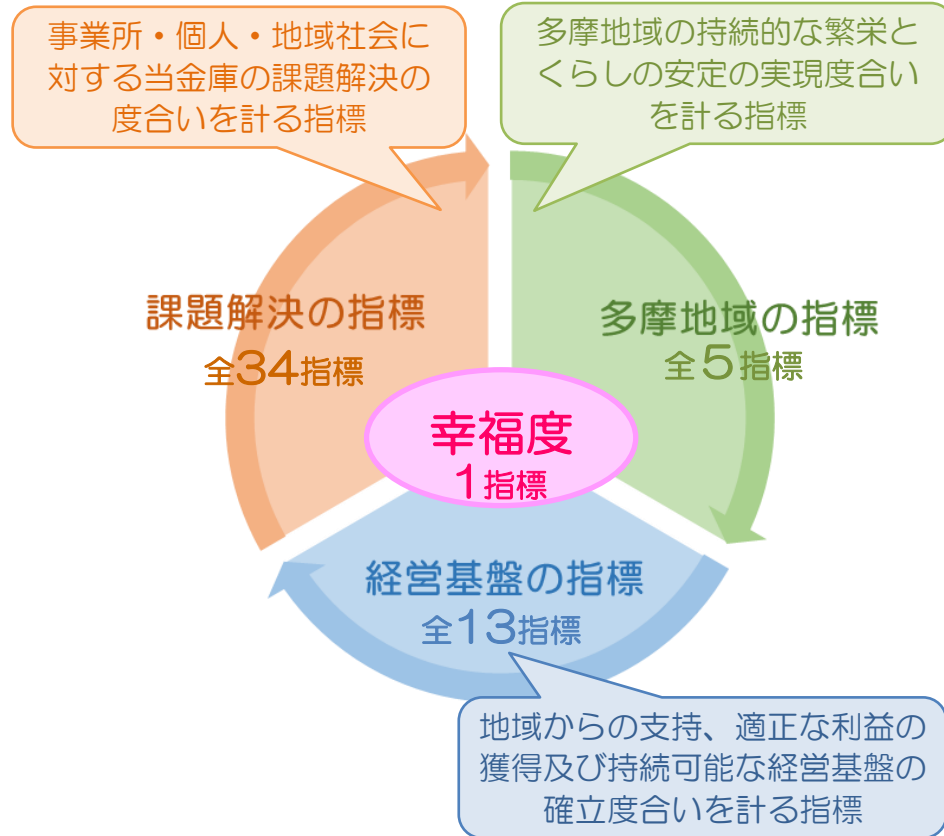 事業所・個人・地域社会に
対する当金庫の課題解決の
度合いを計る指標
多摩地域の持続的な繁栄と
くらしの安定の実現度合い
を計る指標
課題解決の指標
全34指標
多摩地域の指標
全5指標
幸福度
1指標
経営基盤の指標
全13指標
地域からの支持、適正な利益の
獲得及び持続可能な経営基盤の
確立度合いを計る指標